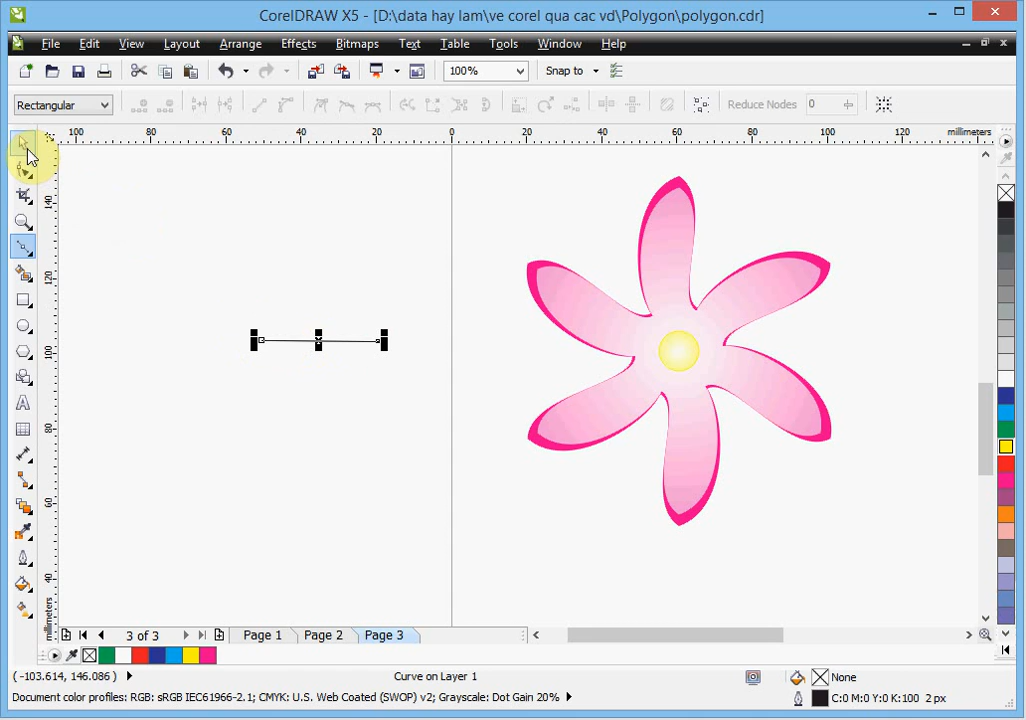 CorelDRAW X5 - [D:\data hay lam\ve corel qua cac vd\Polygon\polygon.cdr]
File Edit View Layout Arrange Effects Bitmaps Text Table Tools Window Help
100% Snap to
Rectangular Reduce Nodes 0
100 80 60 40 20 0 20 40 60 80 100 120 millimeters
140
120
100
80
60
40
millimeters
3 of 3 Page 1 Page 2 Page 3
( -103.614, 146.086 ) Curve on Layer 1 None
Document color profiles: RGB: sRGB IEC61966-2.1; CMYK: U.S. Web Coated (SWOP) v2; Grayscale: Dot Gain 20% C:0 M:0 Y:0 K:100 2 px